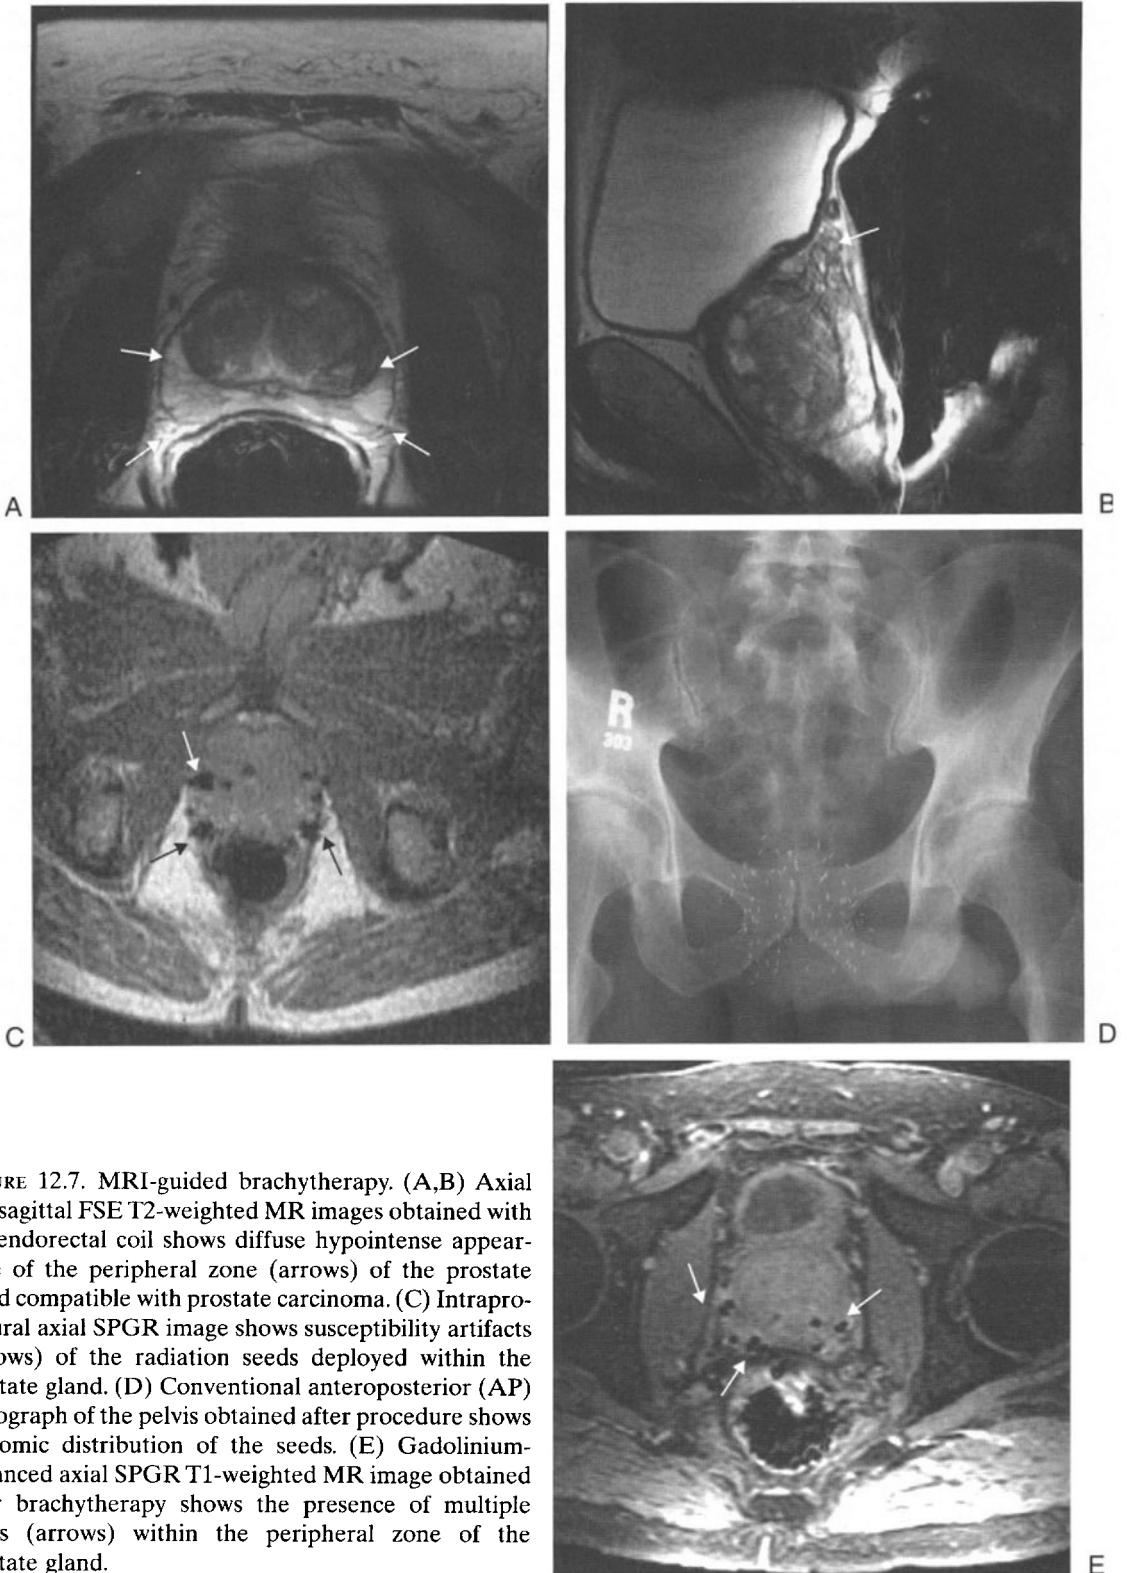 A
B
R
303
C
D
RE 12.7. MRI-guided brachytherapy. (A,B) Axial
sagittal FSE T2-weighted MR images obtained with
endorectal coil shows diffuse hypointense appear-
of the peripheral zone (arrows) of the prostate
d compatible with prostate carcinoma. (C) Intrapro-
ural axial SPGR image shows susceptibility artifacts
ows) of the radiation seeds deployed within the
tate gland. (D) Conventional anteroposterior (AP)
ograph of the pelvis obtained after procedure shows
omic distribution of the seeds. (E) Gadolinium-
anced axial SPGR T1-weighted MR image obtained
brachytherapy shows the presence of multiple
s (arrows) within the peripheral zone of the
tate gland.
E